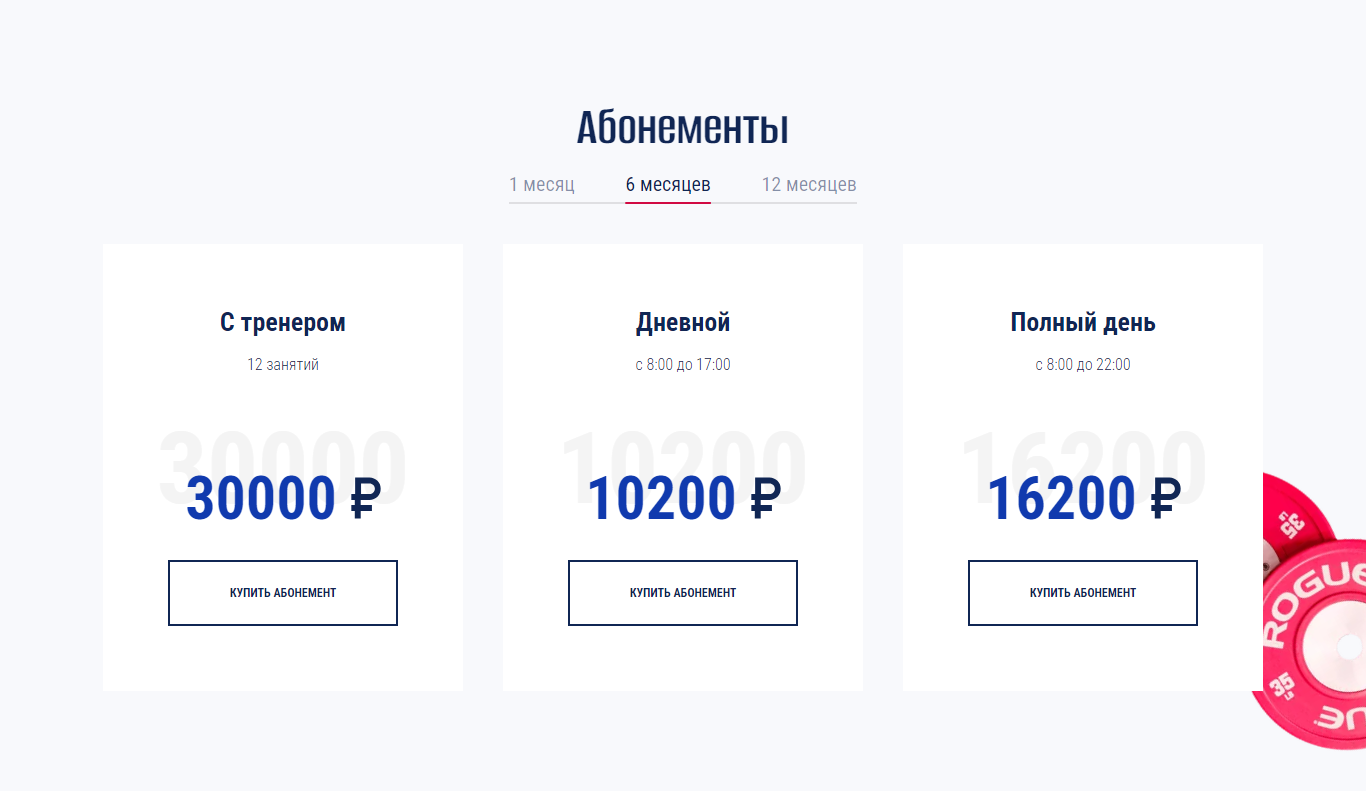 Абонементы
1 месяц 6 месяцев 12 месяцев
С тренером
12 занятий
30000
30000 ₽
КУПИТЬ АБОНЕМЕНТ
Дневной
с 8:00 до 17:00
10200
10200 ₽
КУПИТЬ АБОНЕМЕНТ
Полный день
с 8:00 до 22:00
16200
16200 ₽
КУПИТЬ АБОНЕМЕНТ
35
ROGUE
35
UE